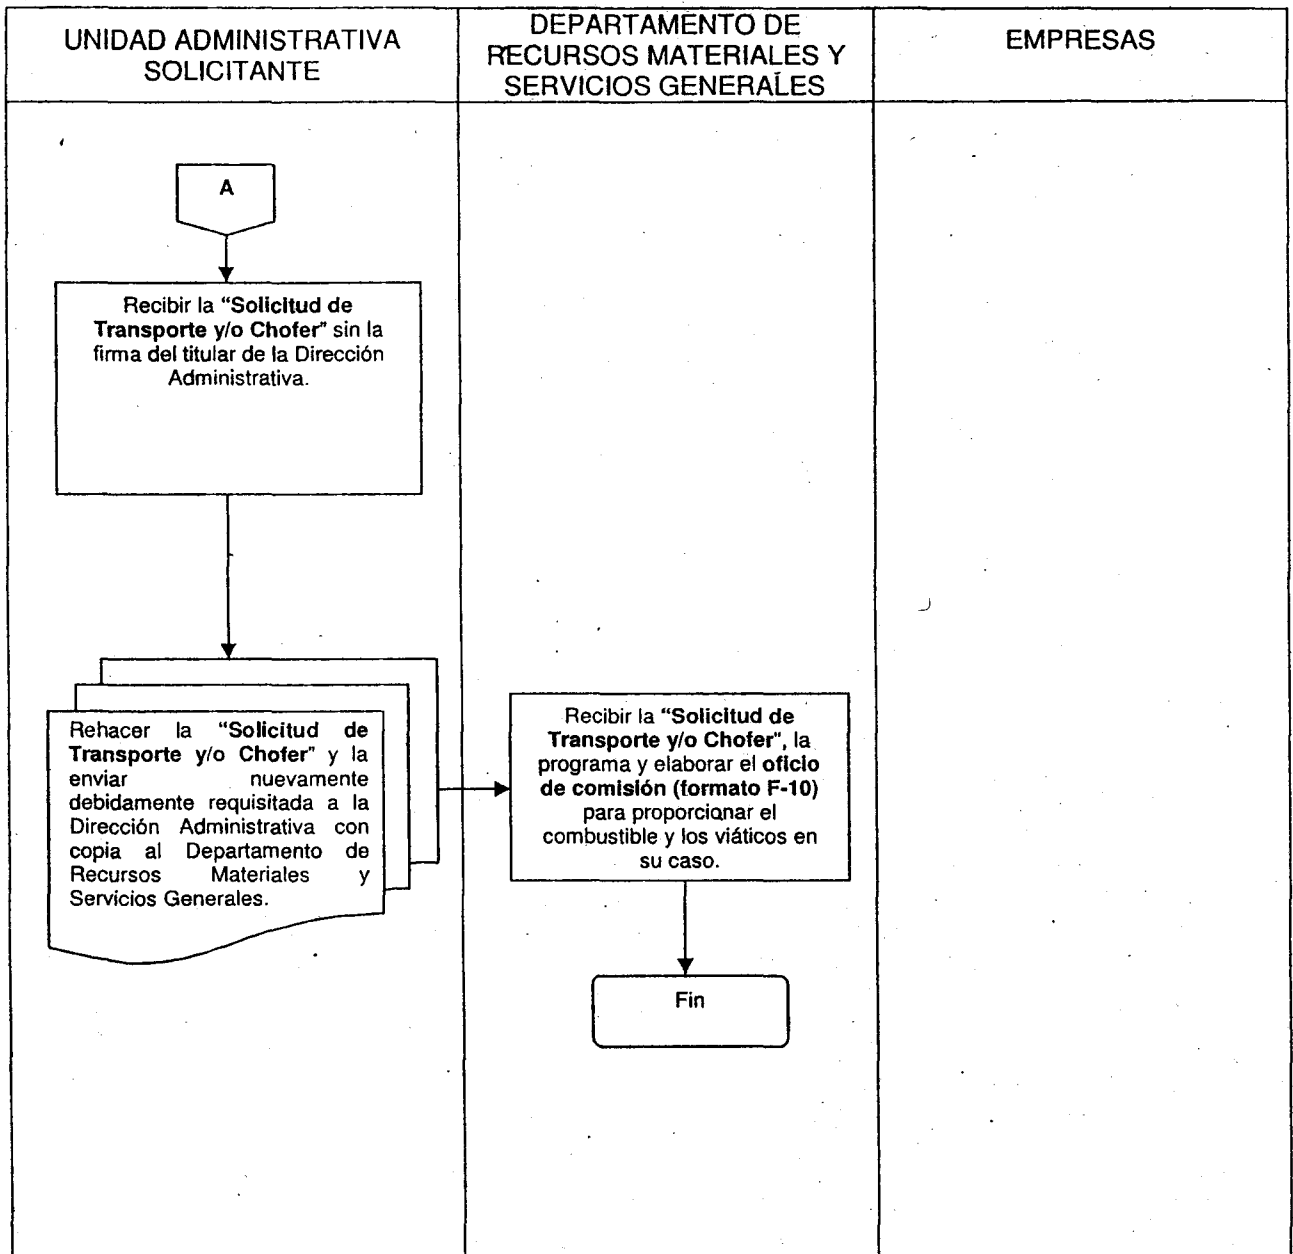 UNIDAD ADMINISTRATIVA
SOLICITANTE
DEPARTAMENTO DE
RECURSOS MATERIALES Y
SERVICIOS GENERALES
EMPRESAS
A
Recibir la “Solicitud de
Transporte y/o Chofer” sin la
firma del titular de la Dirección
Administrativa.
Rehacer la “Solicitud de
Transporte y/o Chofer” y la
enviar nuevamente
debidamente requisitada a la
Dirección Administrativa con
copia al Departamento de
Recursos Materiales y
Servicios Generales.
Recibir la “Solicitud de
Transporte y/o Chofer”, la
programa y elaborar el oficio
de comisión (formato F-10)
para proporcionar el
combustible y los viáticos en
su caso.
Fin